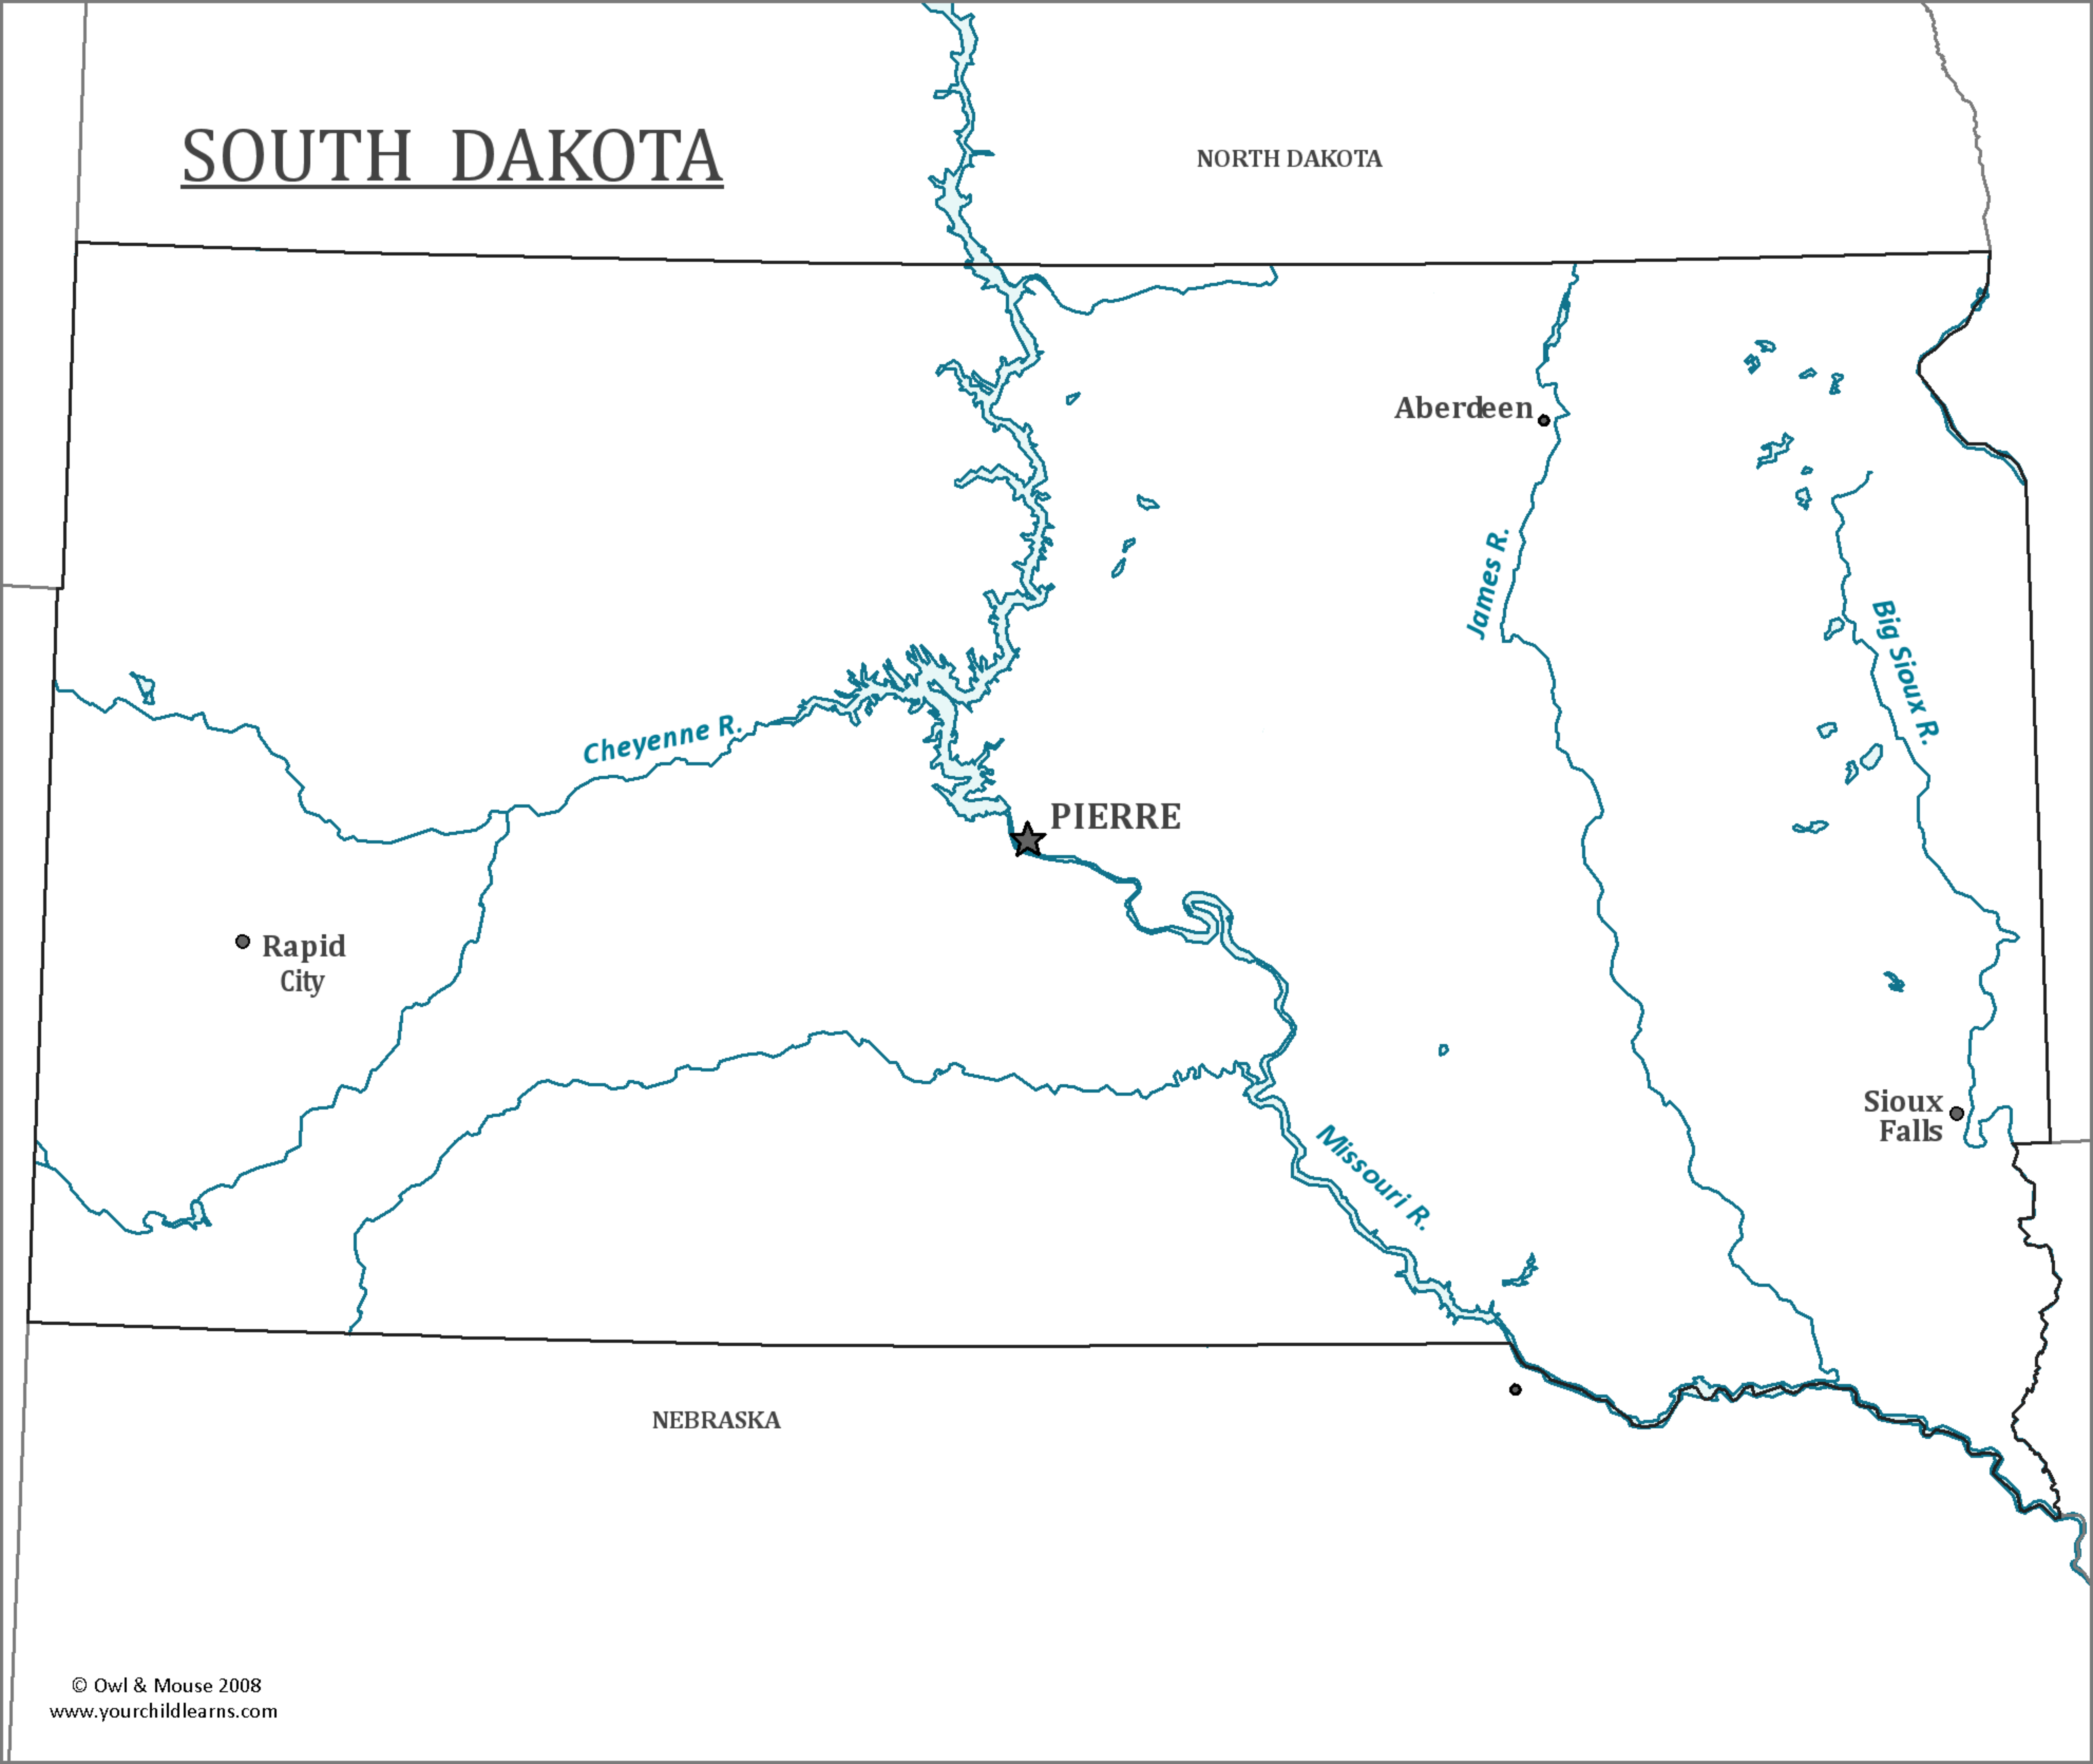 SOUTH DAKOTA
NORTH DAKOTA
Aberdeen
James R.
Big Sioux R.
Cheyenne R.
PIERRE
Rapid
City
Sioux
Falls
Missouri R.
NEBRASKA
© Owl & Mouse 2008
www.yourchildlearns.com